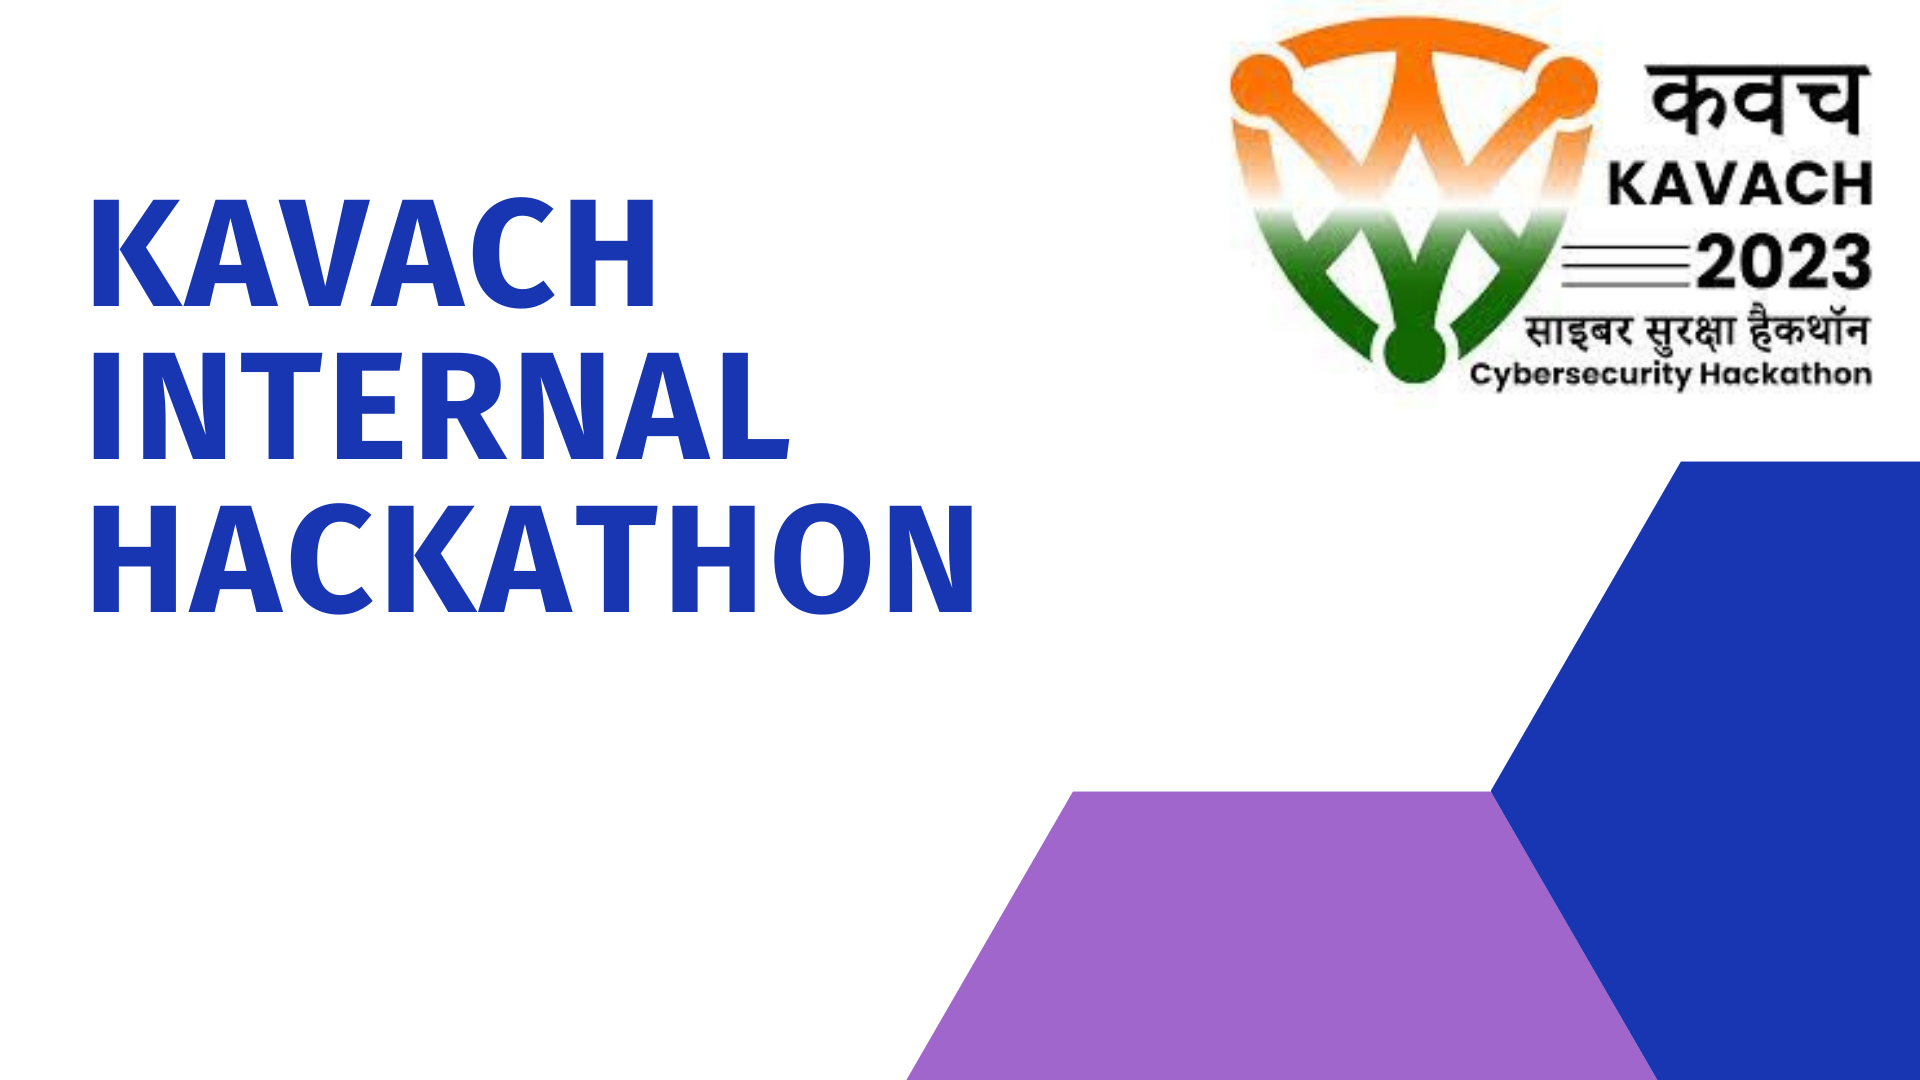 KAVACH
INTERNAL
HACKATHON
कवच
KAVACH
2023
साइबर सुरक्षा हैकथॉन
Cybersecurity Hackathon